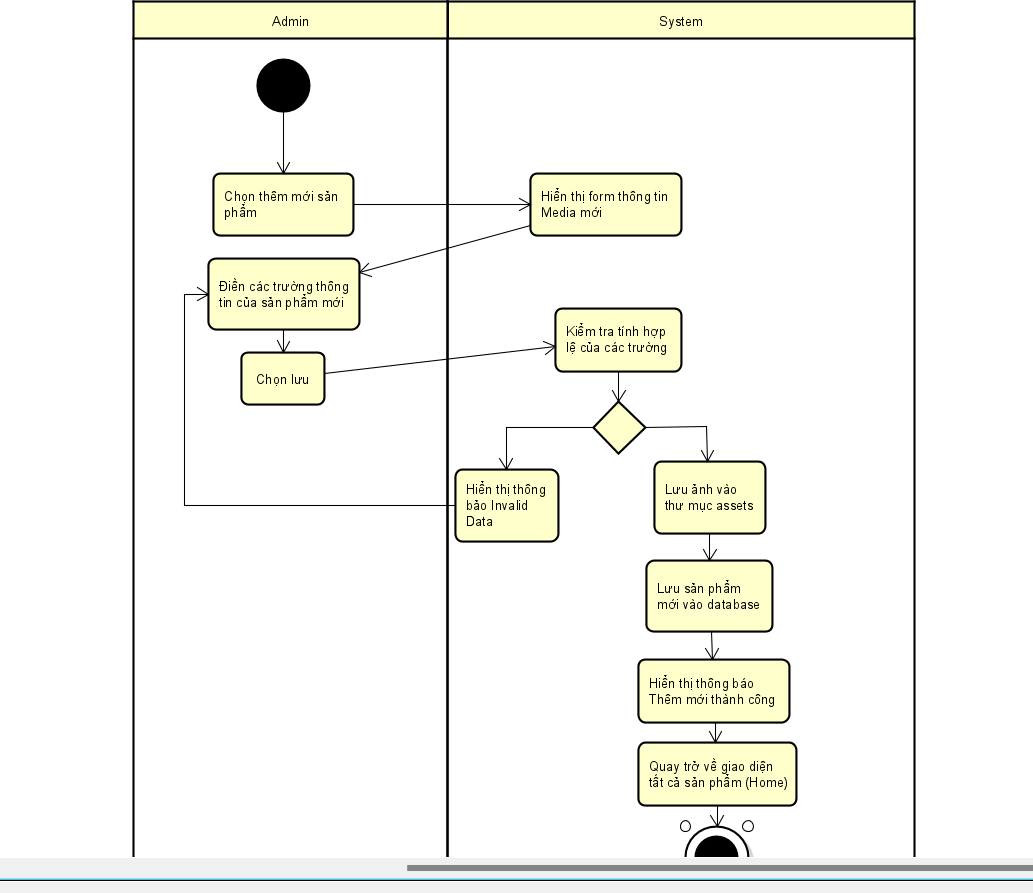 Admin
System
Chọn thêm mới sản
phẩm
Hiển thị form thông tin
Media mới
Điền các trường thông
tin của sản phẩm mới
Chọn lưu
Kiểm tra tính hợp
lệ của các trường
Hiển thị thông
bảo Invalid
Data
Lưu ảnh vào
thư mục assets
Lưu sản phẩm
mới vào database
Hiển thị thông báo
Thêm mới thành công
Quay trở về giao diện
tất cả sản phẩm (Home)